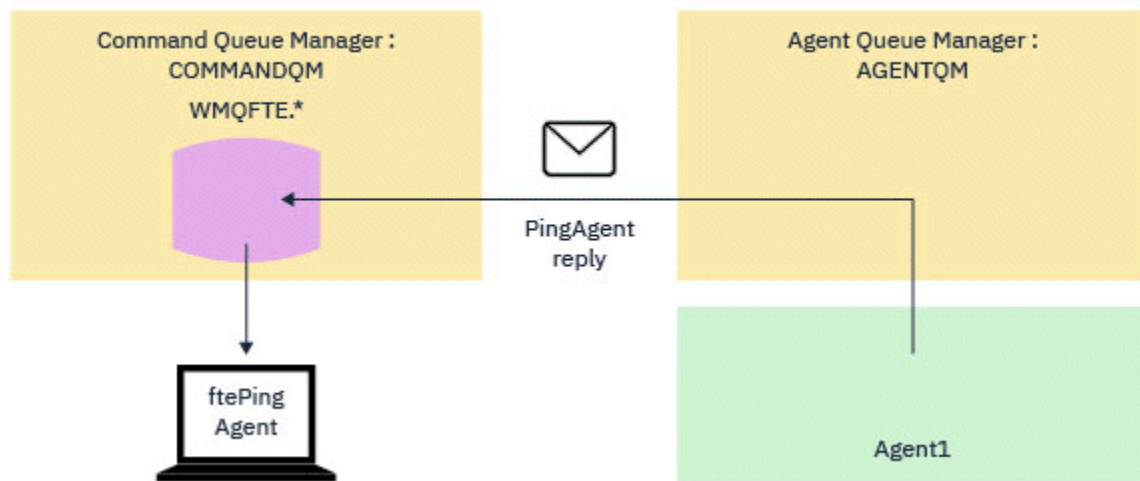 Command Queue Manager :
COMMANDQM
WMQFTE.*
Agent Queue Manager :
AGENTQM
PingAgent
reply
ftePing
Agent
Agent1